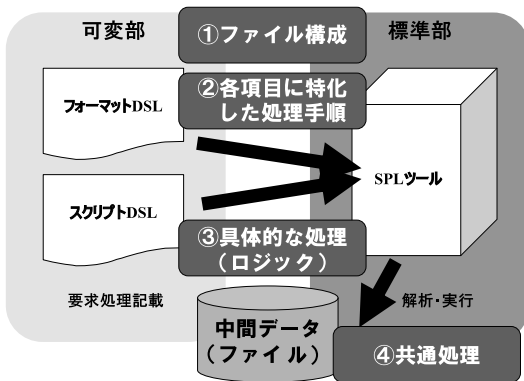 可変部
①ファイル構成
標準部
②各項目に特化
した処理手順
フォーマットDSL
SPLツール
スクリプトDSL
③具体的な処理
（ロジック）
要求処理記載
解析・実行
中間データ
（ファイル）
④共通処理